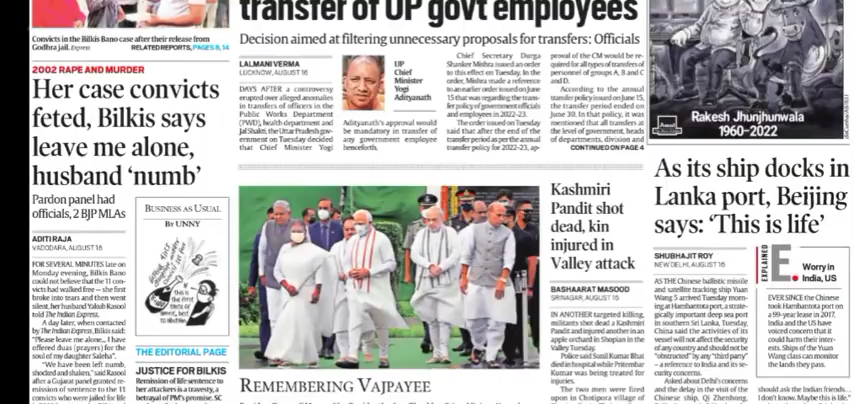 Convicts in the Bilkis Bano case after their release from
Godhra jail. Express RELATED REPORTS, PAGES 8, 14
2002 RAPE AND MURDER
Her case convicts
feted, Bilkis says
leave me alone,
husband ‘numb’
Pardon panel had
officials, 2 BJP MLAs
ADITI RAJA
VADODARA, AUGUST 16
FOR SEVERAL MINUTES late on
Monday evening, Bilkis Bano
could not believe that the 11 con-
victs had walked free — she first
broke into tears and then went
silent, her husband Yakub Rasool
told The Indian Express.
A day later, when contacted
by The Indian Express, Bilkis said:
“Please leave me alone... I have
offered duas (prayers) for the
soul of my daughter Saleha”.
“We have been left numb,
shocked and shaken,” said Rasool
after a Gujarat panel granted re-
mission of sentence to the 11
convicts who were jailed for life
BUSINESS AS USUAL
BY UNNY
THE EDITORIAL PAGE
JUSTICE FOR BILKIS
Remission of life sentence to
her attackers is a travesty, a
betrayal of PM's promise. SC
transfer of UP govt employees
Decision aimed at filtering unnecessary proposals for transfers: Officials
LALMANI VERMA
LUCKNOW, AUGUST 16
DAYS AFTER a controversy
erupted over alleged anomalies
in transfers of officers in the
Public Works Department
(PWD), health department and
Jal Shakti, the Uttar Pradesh gov-
ernment on Tuesday decided
that Chief Minister Yogi
UP
Chief
Minister
Yogi
Adityanath
Adityanath's approval would
be mandatory in transfer of
any government employee
henceforth.
Chief Secretary Durga
Shanker Mishra issued an order
to this effect on Tuesday. In the
order, Mishra made a reference
to an earlier order issued on June
15 that was regarding the trans-
fer policy of government officials
and employees in 2022-23.
The order issued on Tuesday
said that after the end of the
transfer period as per the annual
transfer policy for 2022-23, ap-
proval of the CM would be re-
quired for all types of transfers of
personnel of groups A, B and C
and D.
According to the annual
transfer policy issued on June 15,
the transfer period ended on
June 30. In that policy, it was
mentioned that all transfers at
the level of government, heads
of departments, division and
CONTINUED ON PAGE 4
REMEMBERING VAJPAYEE
Kashmiri
Pandit shot
dead, kin
injured in
Valley attack
BASHAARAT MASOOD
SRINAGAR, AUGUST 16
IN ANOTHER targeted killing,
militants shot dead a Kashmiri
Pandit and injured another in an
apple orchard in Shopian in the
Valley on Tuesday.
Police said Sunil Kumar Bhat
died in hospital while Pritembar
Kumar was being treated for
injuries.
The two men were fired
upon in Chotipora village of
Amul
Rakesh Jhunjhunwala
1960-2022
As its ship docks in
Lanka port, Beijing
says: ‘This is life’
SHUBHAJIT ROY
NEW DELHI, AUGUST 16
AS THE Chinese ballistic missile
and satellite tracking ship Yuan
Wang 5 arrived Tuesday morn-
ing at Hambantota port, a strate-
gically important deep sea port
in southern Sri Lanka, Tuesday,
China said the activities of its
vessel will not affect the security
of any country and should not be
“obstructed” by any “third party”
– a reference to India and its se-
curity concerns.
Asked about Delhi's concerns
and the delay in the visit of the
Chinese ship, Qi Zhenhong,
EXPLAINED
E.
Worry in
India, US
EVER SINCE the Chinese
took Hambantota port on
a 99-year lease in 2017,
India and the US have
voiced concern that it
could harm their inter-
ests. Ships of the Yuan
Wang class can monitor
the lands they pass.
should ask the Indian friends...
I don't know. Maybe this is life.”